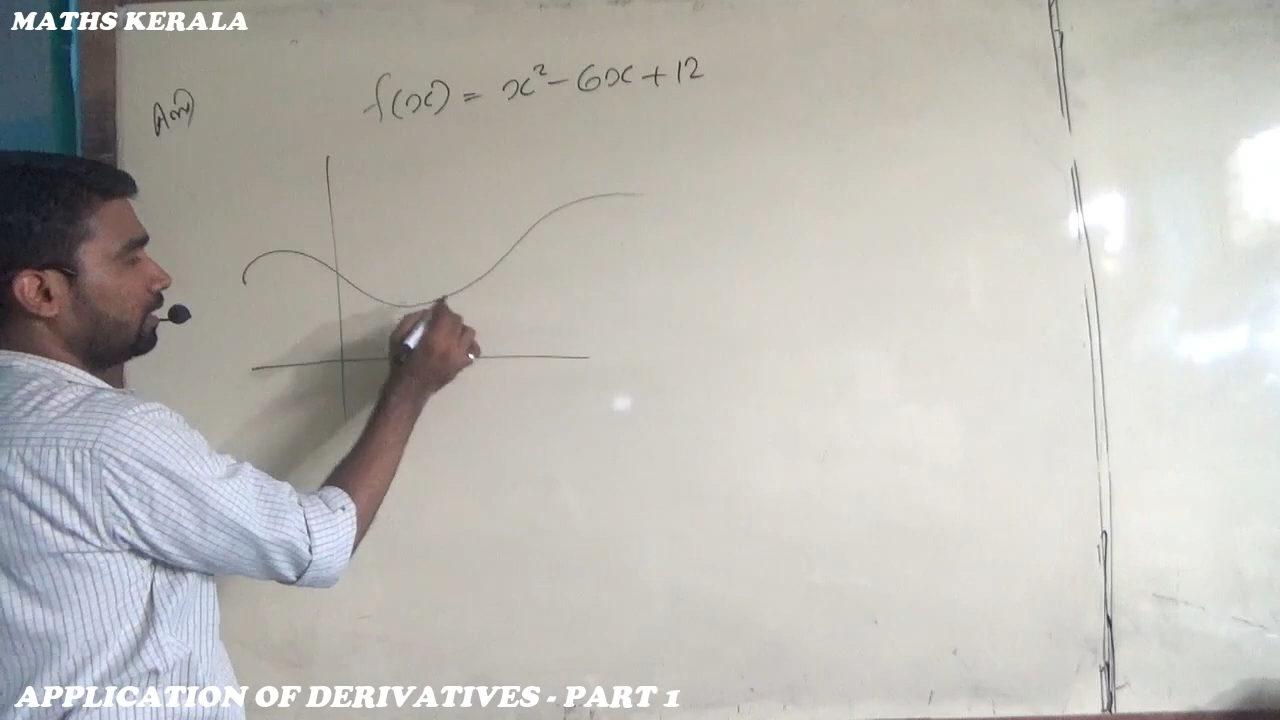 MATHS KERALA
f(x) = x² - 6x + 12
APPLICATION OF DERIVATIVES - PART 1